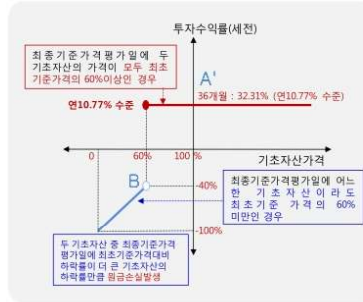 투자수익률(세전)
최종기준가격평가일에 두
기초자산의 가격이 모두 최초
기준가격의 60%이상인 경우
A'
36개월 : 32.31% (연10.77% 수준)
연10.77% 수준
0
60%
100 %
기초자산가격
B
-40%
최종기준가격평가일에 어느
한 기초자산이라도
최초기준 가격의 60%
미만인 경우
-100%
두 기초자산 중 최종기준가격
평가일에 최초기준가격대비
하락률이 더 큰 기초자산의
하락률만큼 원금손실발생